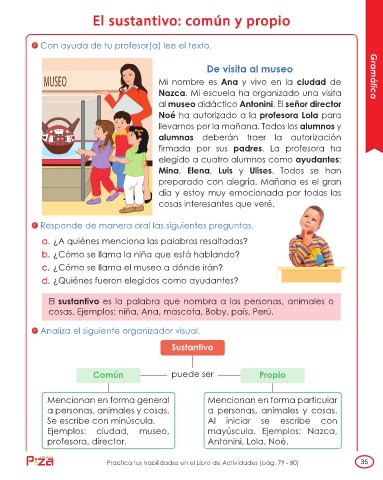 El sustantivo: común y propio
Con ayuda de tu profesor(a) lee el texto.
Gramática
MUSEO
De visita al museo
Mi nombre es Ana y vivo en la ciudad de
Nazca. Mi escuela ha organizado una visita
al museo didáctico Antonini. El señor director
Noé ha autorizado a la profesora Lola para
llevarnos por la mañana. Todos los alumnos y
alumnas deberán traer la autorización
firmada por sus padres. La profesora ha
elegido a cuatro alumnos como ayudantes:
Mina, Elena, Luis y Ulises. Todos se han
preparado con alegría. Mañana es el gran
día y estoy muy emocionada por todas las
cosas interesantes que veré.
Responde de manera oral las siguientes preguntas.
a. ¿A quiénes menciona las palabras resaltadas?
b. ¿Cómo se llama la niña que está hablando?
c. ¿Cómo se llama el museo a dónde irán?
d. ¿Quiénes fueron elegidos como ayudantes?
El sustantivo es la palabra que nombra a las personas, animales o
cosas. Ejemplos: niña, Ana, mascota, Boby, país, Perú.
Analiza el siguiente organizador visual.
Sustantivo
Común puede ser Propio
Mencionan en forma general
a personas, animales y cosas.
Se escribe con minúscula.
Ejemplos: ciudad, museo,
profesora, director.
Mencionan en forma particular
a personas, animales y cosas.
Al iniciar se escribe con
mayúscula. Ejemplos: Nazca,
Antonini, Lola, Noé.
Pizza
Practica tus habilidades en el Libro de Actividades (pág. 79 - 80)
35